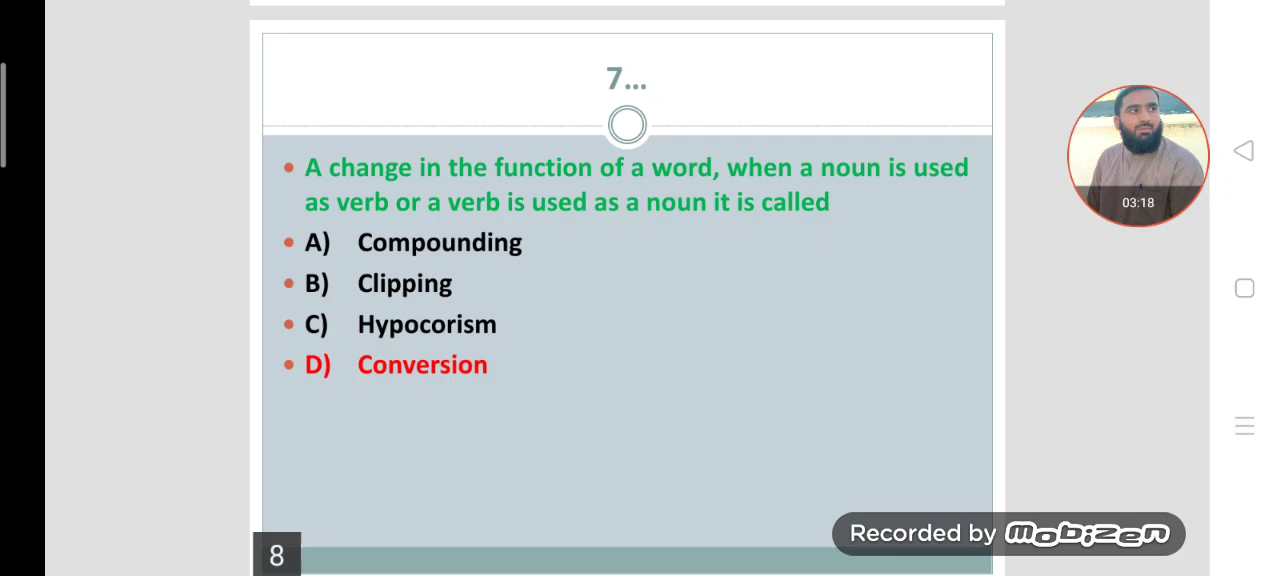 7...
A change in the function of a word, when a noun is used
as verb or a verb is used as a noun it is called
A) Compounding
B) Clipping
C) Hypocorism
D) Conversion
03:18
Recorded by mobizen
8